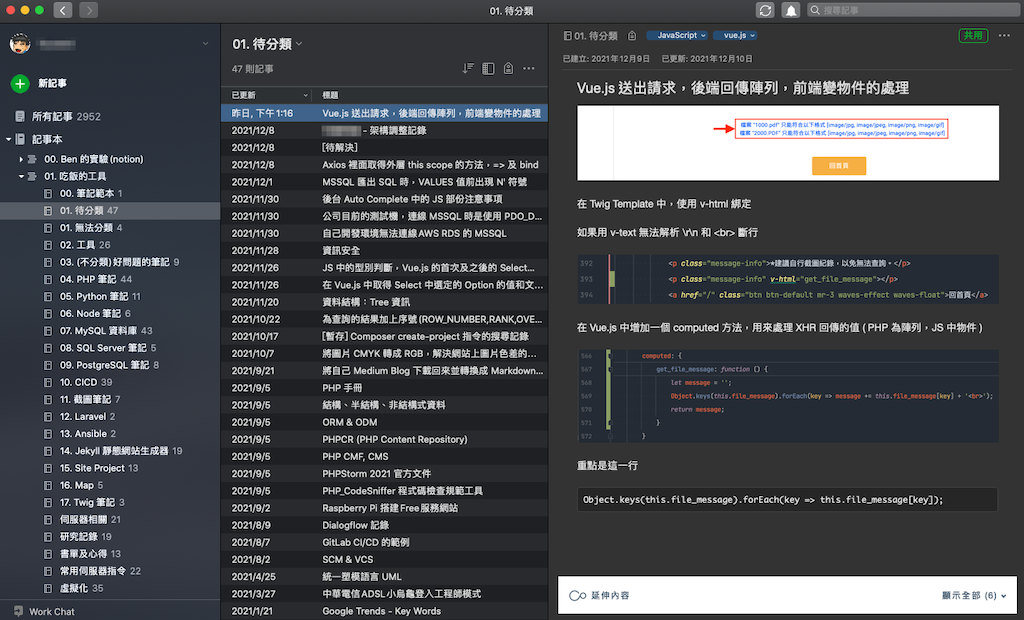 01. 待分類
搜尋記事
新記事
所有記事 2952
記事本
00. Ben 的實驗 (notion)
01. 吃飯的工具
00. 筆記範本 1
01. 待分類 47
01. 無法分類 4
02. 工具 26
03. (不分類) 好問題的筆記 9
04. PHP 筆記 44
05. Python 筆記 11
06. Node 筆記 6
07. MySQL 資料庫 43
08. SQL Server 筆記 5
09. PostgreSQL 筆記 8
10. CICD 39
11. 截圖筆記 7
12. Laravel 2
13. Ansible 2
14. Jekyll 靜態網站生成器 19
15. Site Project 13
16. Map 5
17. Twig 筆記 3
伺服器相關 21
研究記錄 19
書單及心得 13
常用伺服器指令 22
虛擬化 35
Work Chat
01. 待分類
47 則記事
已更新 標題
昨日, 下午 1:16 Vue.js 送出請求，後端回傳陣列，前端變物件的處理
2021/12/8 - 架構調整記錄
2021/12/8 [待解決]
2021/12/8 Axios 裡面取得外層 this scope 的方法，=> 及 bind
2021/12/1 MSSQL 匯出 SQL 時，VALUES 值前出現 N' 符號
2021/11/30 後台 Auto Complete 中的 JS 部份注意事項
2021/11/30 公司目前的測試機，連線 MSSQL 時是使用 PDO_D...
2021/11/30 自己開發環境無法連線 AWS RDS 的 MSSQL
2021/11/28 資訊安全
2021/11/26 JS 中的型別判斷，Vue.js 的首次及之後的 Select...
2021/11/26 在 Vue.js 中取得 Select 中選定的 Option 的值和文...
2021/11/20 資料結構：Tree 資訊
2021/10/22 為查詢的結果加上序號 (ROW_NUMBER,RANK,OVE...
2021/10/17 [暫存] Composer create-project 指令的搜尋記錄
2021/10/7 將圖片 CMYK 轉成 RGB，解決網站上圖片色差的...
2021/9/21 將自己 Medium Blog 下載回來並轉換成 Markdown...
2021/9/5 PHP 手冊
2021/9/5 結構、半結構、非結構式資料
2021/9/5 ORM & ODM
2021/9/5 PHPCR (PHP Content Repository)
2021/9/5 PHP CMF, CMS
2021/9/5 PHPStorm 2021 官方文件
2021/9/5 PHP_CodeSniffer 程式碼檢查規範工具
2021/9/2 Raspberry Pi 搭建 Free 服務網站
2021/8/9 Dialogflow 記錄
2021/8/7 GitLab CI/CD 的範例
2021/8/2 SCM & VCS
2021/4/25 統一塑模語言 UML
2021/3/27 中華電信 ADSL 小烏龜登入工程師模式
2021/1/21 Google Trends - Key Words
01. 待分類 JavaScript vue.js 共用
已建立: 2021年12月9日 已更新: 2021年12月10日
Vue.js 送出請求，後端回傳陣列，前端變物件的處理
檔案 "1000.pdf" 只能符合以下格式 [image/jpg, image/jpeg, image/png, image/gif]
檔案 "2000.PDF" 只能符合以下格式 [image/jpg, image/jpeg, image/png, image/gif]
回首頁
在 Twig Template 中，使用 v-html 綁定
如果用 v-text 無法解析 \r\n 和 <br> 斷行
392 <p class="message-info">*建議自行截圖紀錄，以免無法查詢。</p>
393 <p class="message-info" v-html="get_file_message"></p>
394 <a href="/" class="btn btn-default mr-3 waves-effect waves-float">回首頁</a>
在 Vue.js 中增加一個 computed 方法，用來處理 XHR 回傳的值 ( PHP 為陣列，JS 中物件 )
566 computed: {
567 get_file_message: function () {
568 let message = '';
569 Object.keys(this.file_message).forEach(key => message += this.file_message[key] + '<br>');
570 return message;
571 }
572 }
重點是這一行
Object.keys(this.file_message).forEach(key => this.file_message[key]);
延伸內容 顯示全部 (6)